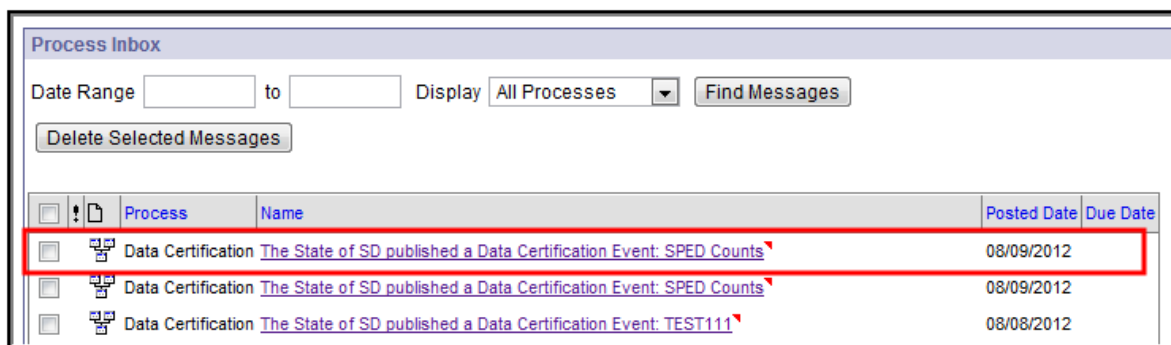 Process Inbox
Date Range to Display All Processes Find Messages
Delete Selected Messages
! Process Name Posted Date Due Date
Data Certification The State of SD published a Data Certification Event: SPED Counts 08/09/2012
Data Certification The State of SD published a Data Certification Event: SPED Counts 08/09/2012
Data Certification The State of SD published a Data Certification Event: TEST111 08/08/2012